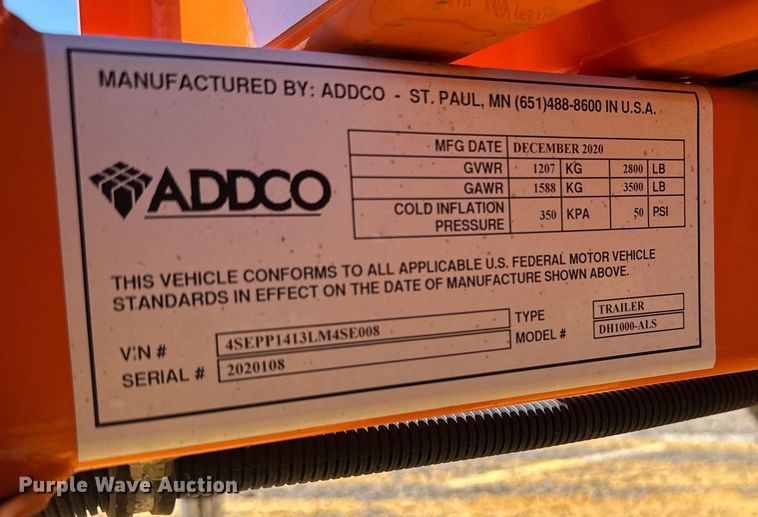 MANUFACTURED BY: ADDCO - ST. PAUL, MN (651)488-8600 IN U.S.A.
ADDCO
MFG DATE DECEMBER 2020
GVWR 1207 KG 2800 LB
GAWR 1588 KG 3500 LB
COLD INFLATION PRESSURE 350 KPA 50 PSI
THIS VEHICLE CONFORMS TO ALL APPLICABLE U.S. FEDERAL MOTOR VEHICLE
STANDARDS IN EFFECT ON THE DATE OF MANUFACTURE SHOWN ABOVE.
VIN # 4SEPP1413LM4SE008 TYPE TRAILER
SERIAL # 2020108 MODEL # DH1000-ALS
Purple Wave Auction